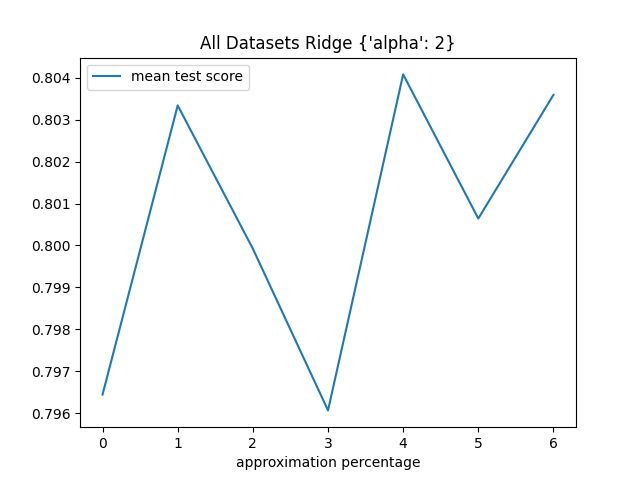 All Datasets Ridge {'alpha': 2}
mean test score
0.804
0.803
0.802
0.801
0.800
0.799
0.798
0.797
0.796
0 1 2 3 4 5 6
approximation percentage